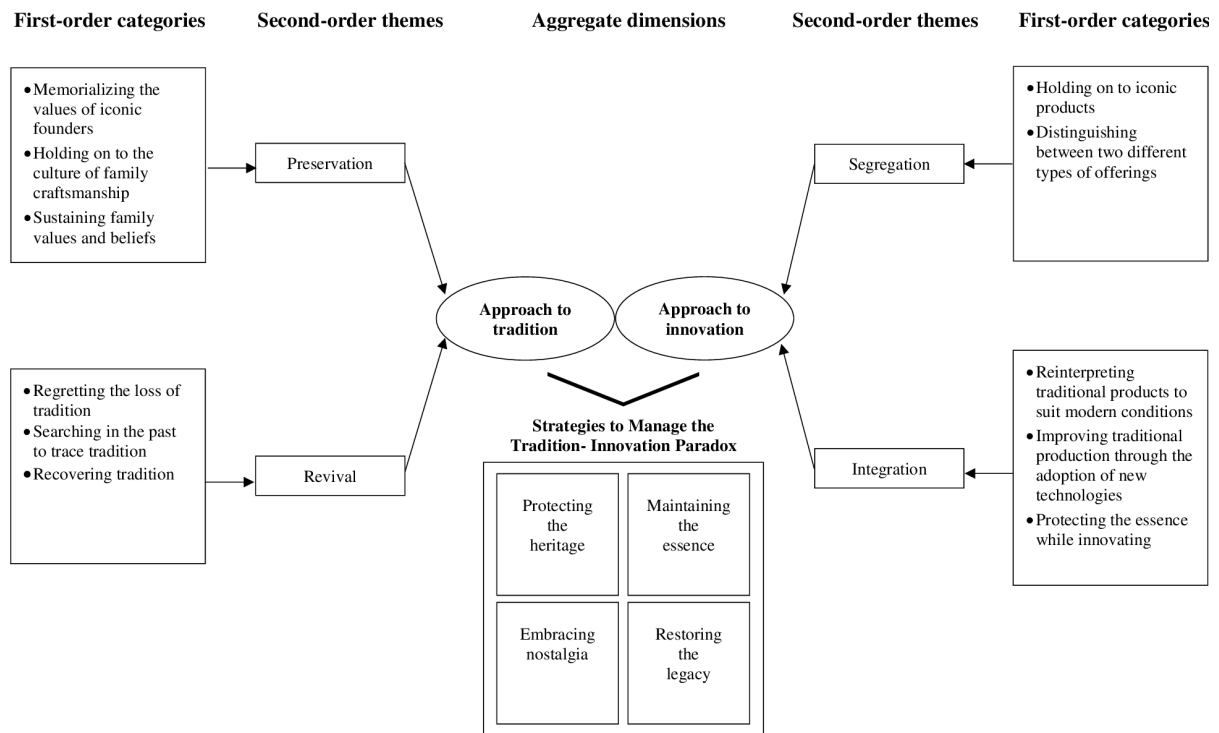 First-order categories
Second-order themes
Aggregate dimensions
Second-order themes
First-order categories
• Memorializing the
values of iconic
founders
• Holding on to the
culture of family
craftsmanship
• Sustaining family
values and beliefs
Preservation
• Regretting the loss of
tradition
• Searching in the past
to trace tradition
• Recovering tradition
Revival
Approach to
tradition
Approach to
innovation
Strategies to Manage the
Tradition- Innovation Paradox
Protecting
the
heritage
Maintaining
the
essence
Embracing
nostalgia
Restoring
the
legacy
Segregation
• Holding on to iconic
products
• Distinguishing
between two different
types of offerings
Integration
• Reinterpreting
traditional products to
suit modern conditions
• Improving traditional
production through the
adoption of new
technologies
• Protecting the essence
while innovating